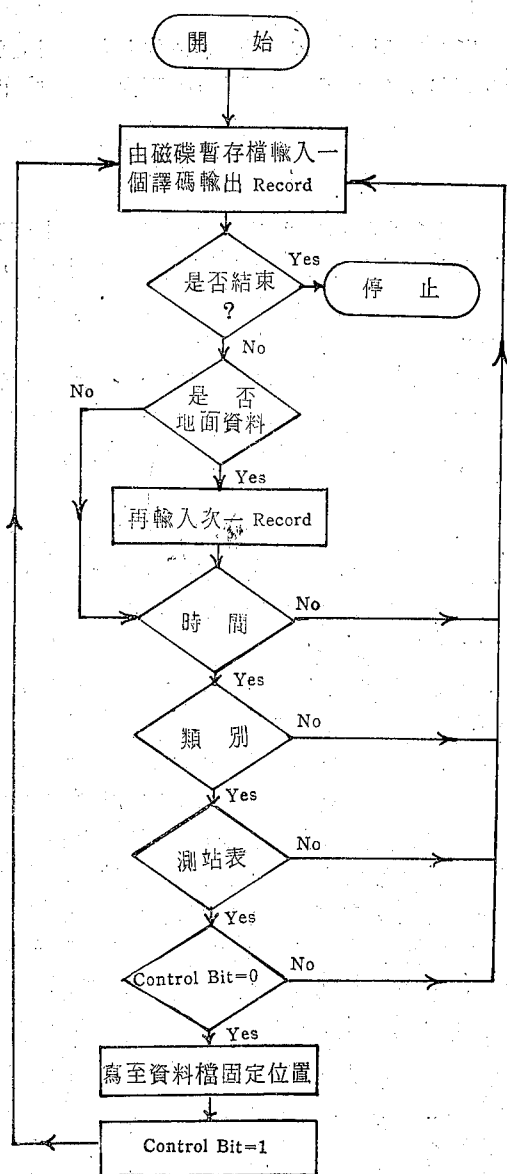 開 始
由磁碟暫存檔輸入一
個譯碼輸出 Record
是否結束
?
Yes
停 止
No
是 否
地面資料
No
Yes
再輸入次一 Record
時 間
No
Yes
類 別
No
Yes
測站表
No
Yes
Control Bit=0
No
Yes
寫至資料檔固定位置
Control Bit=1